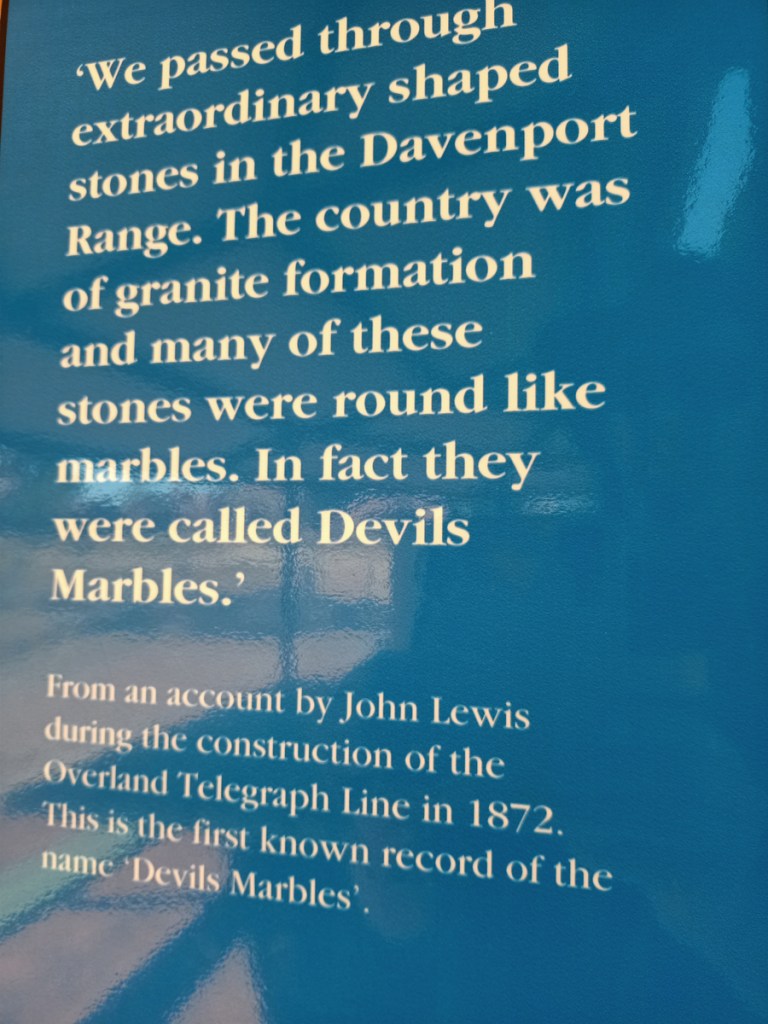 ‘We passed through
extraordinary shaped
stones in the Davenport
Range. The country was
of granite formation
and many of these
stones were round like
marbles. In fact they
were called Devils
Marbles.’
From an account by John Lewis
during the construction of the
Overland Telegraph Line in 1872.
This is the first known record of the
name ‘Devils Marbles’.